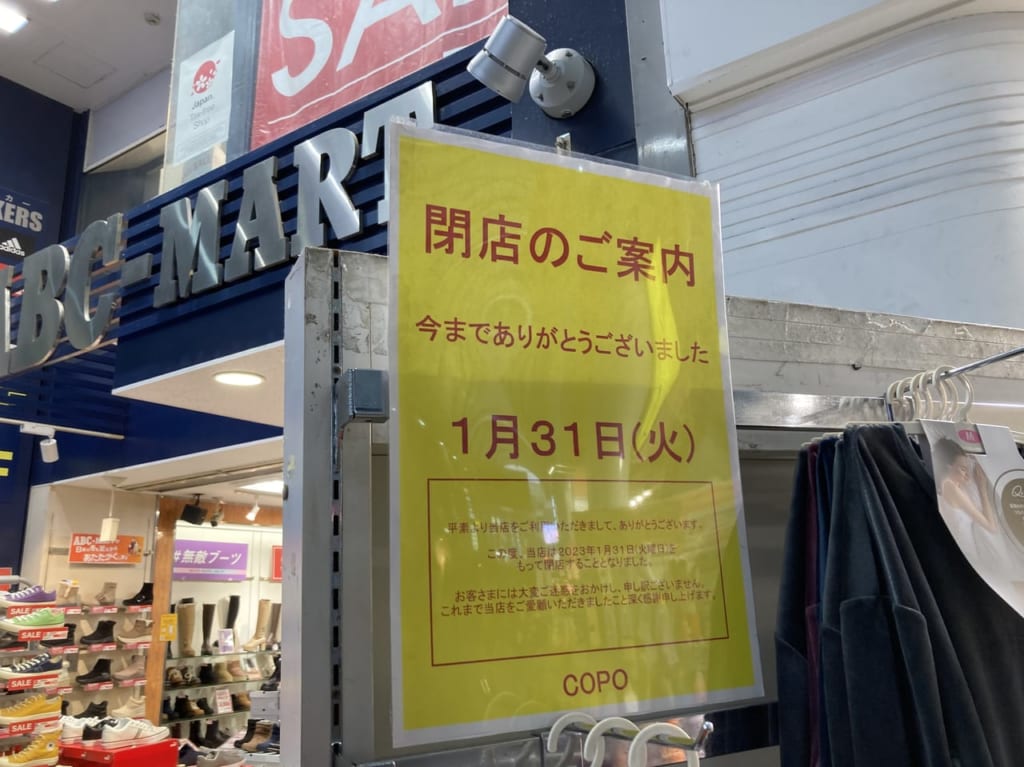 SA
Japan.
Tax-free
Shop
KERS
adidas
ABC-MART
閉店のご案内
今までありがとうございました
1月31日(火)
平素より当店をご利用いただきまして、ありがとうございます。
この度、当店は2023年1月31日(火曜日)を
もって閉店することとなりました。
お客さまには大変ご迷惑をおかけし、申し訳ございません。
これまで当店をご愛顧いただきましたこと深く感謝申し上げます。
COPO
#無敵ブーツ
SALE
SALE
SALE
SALE
SALE